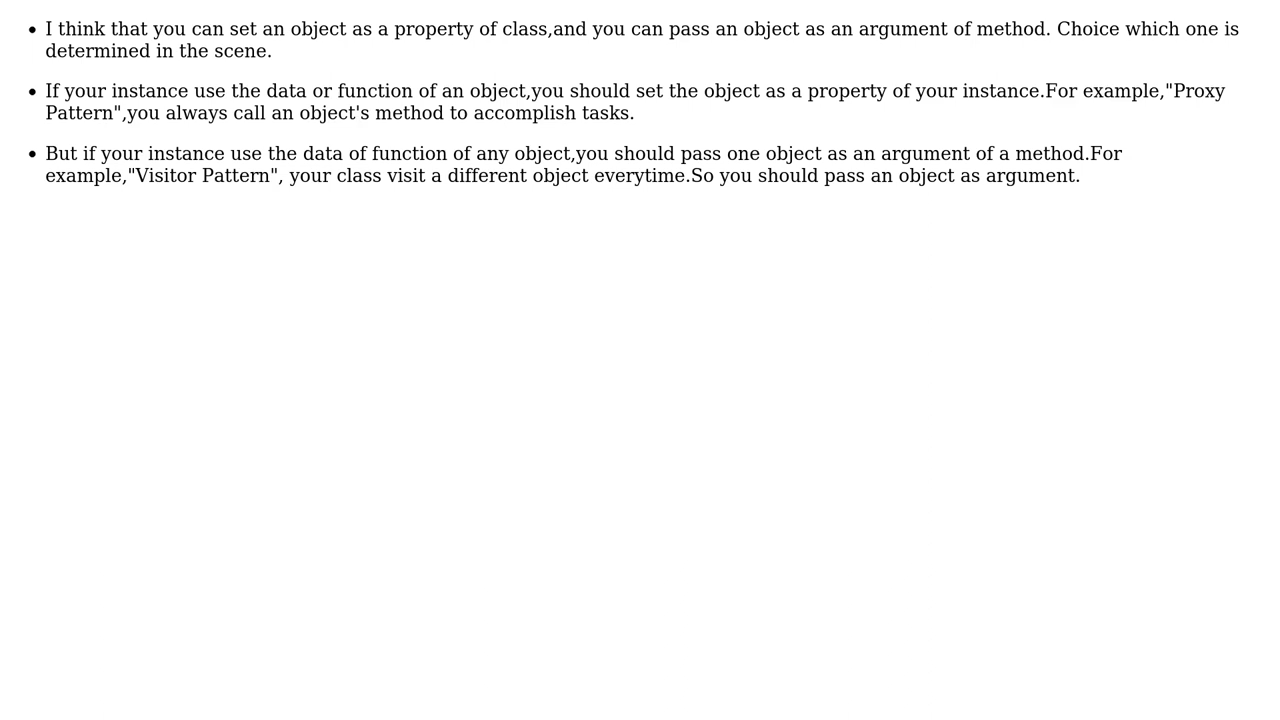 I think that you can set an object as a property of class,and you can pass an object as an argument of method. Choice which one is
determined in the scene.
If your instance use the data or function of an object,you should set the object as a property of your instance.For example,"Proxy
Pattern",you always call an object's method to accomplish tasks.
But if your instance use the data of function of any object,you should pass one object as an argument of a method.For
example,"Visitor Pattern", your class visit a different object everytime.So you should pass an object as argument.